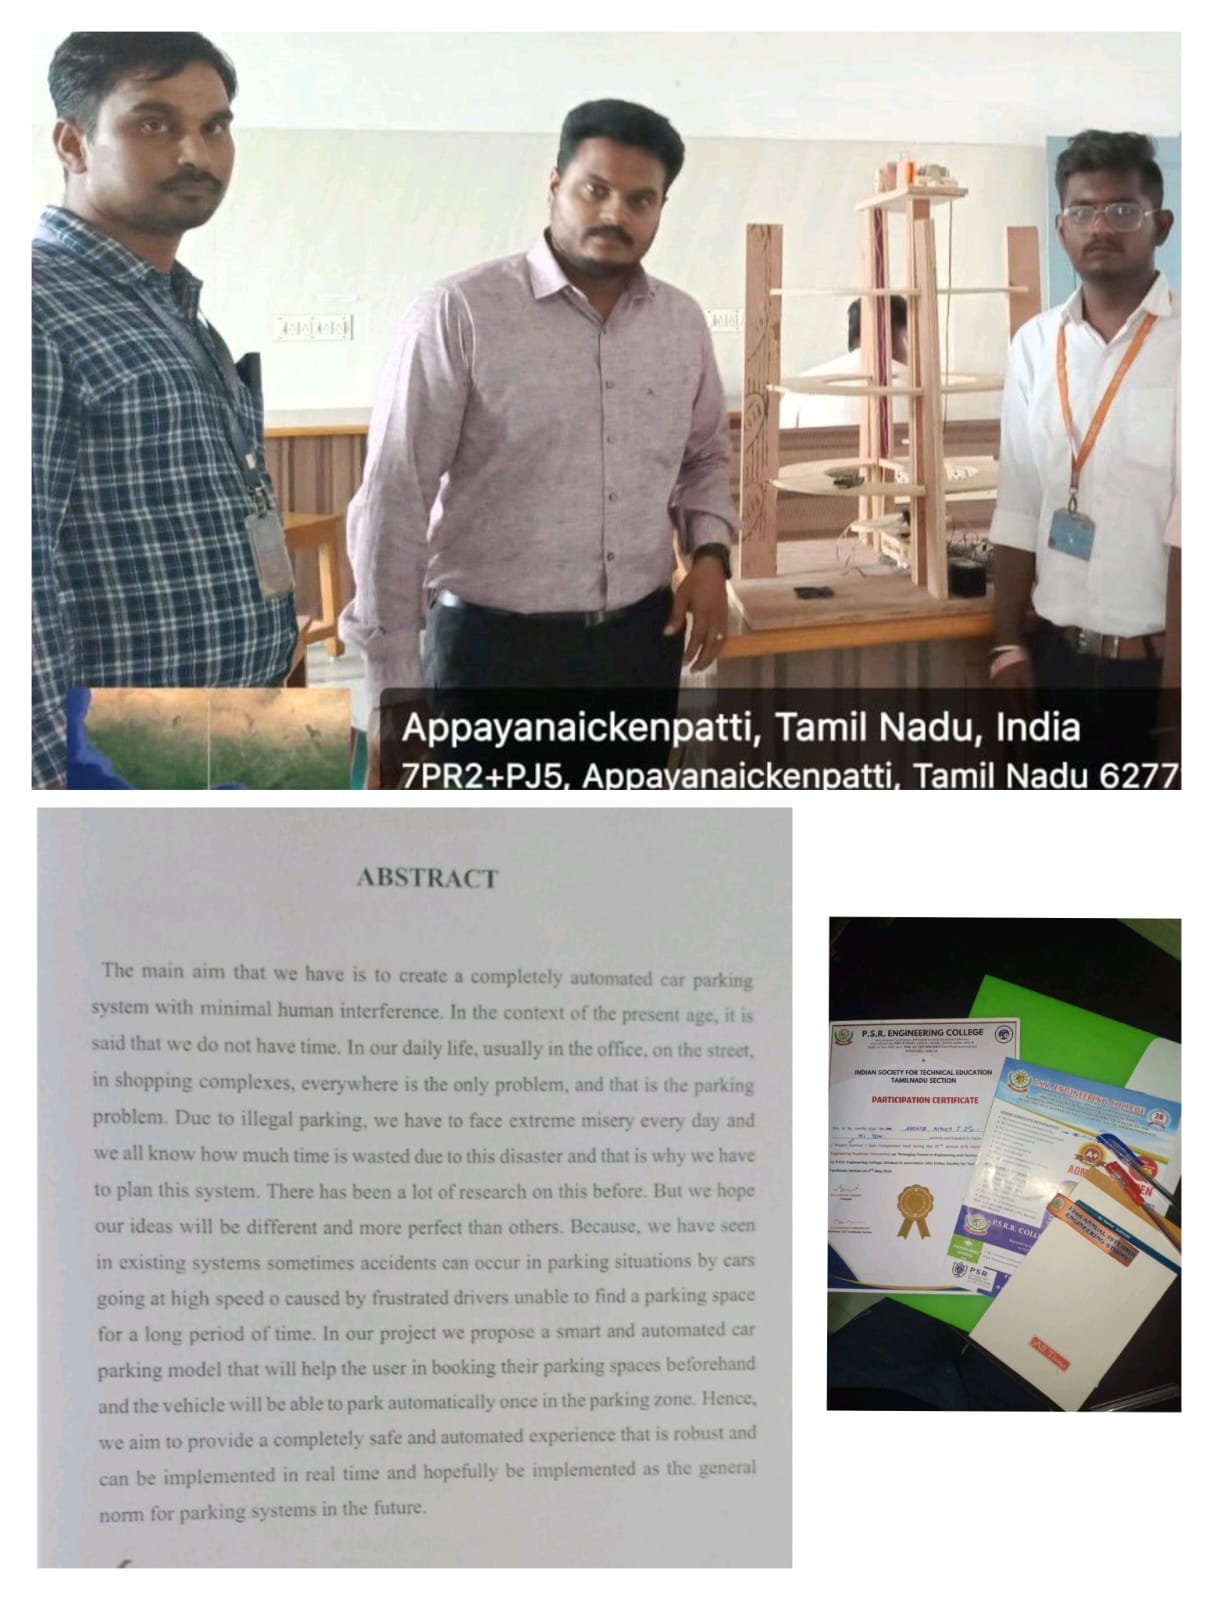 Appayanaickenpatti, Tamil Nadu, India
7PR2+PJ5, Appayanaickenpatti, Tamil Nadu 6277
ABSTRACT
The main aim that we have is to create a completely automated car parking
system with minimal human interference. In the context of the present age, it is
said that we do not have time. In our daily life, usually in the office, on the street,
in shopping complexes, everywhere is the only problem, and that is the parking
problem. Due to illegal parking, we have to face extreme misery every day and
we all know how much time is wasted due to this disaster and that is why we have
to plan this system. There has been a lot of research on this before. But we hope
our ideas will be different and more perfect than others. Because, we have seen
in existing systems sometimes accidents can occur in parking situations by cars
going at high speed o caused by frustrated drivers unable to find a parking space
for a long period of time. In our project we propose a smart and automated car
parking model that will help the user in booking their parking spaces beforehand
and the vehicle will be able to park automatically once in the parking zone. Hence,
we aim to provide a completely safe and automated experience that is robust and
can be implemented in real time and hopefully be implemented as the general
norm for parking systems in the future.
P.S.R. ENGINEERING COLLEGE
&
INDIAN SOCIETY FOR TECHNICAL EDUCATION
TAMILNADU SECTION
PARTICIPATION CERTIFICATE
P.S.R. ENGINEERING COLLEGE
A+
P.S.R.R. COLL
PSR
ENGINEERING
All Time